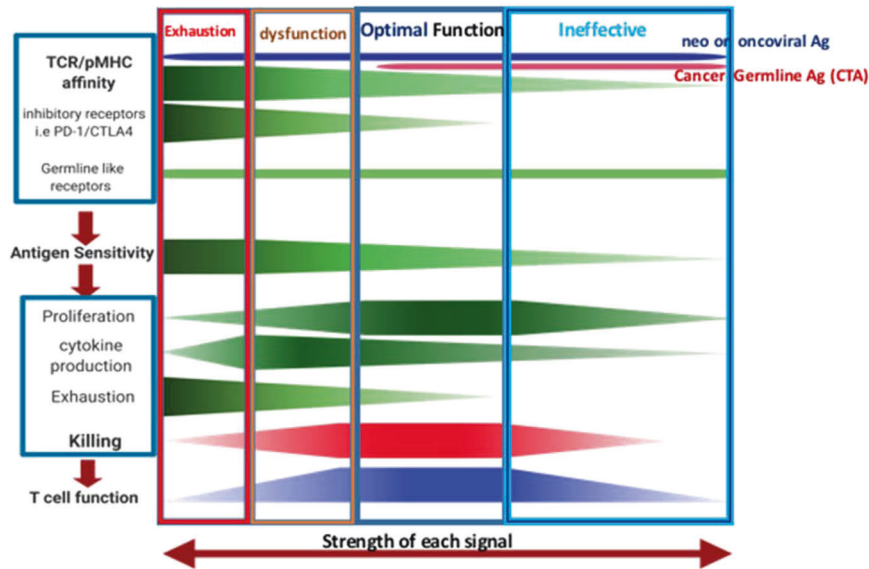 Exhaustion
dysfunction
Optimal Function
Ineffective
neo or oncoviral Ag
Cancer Germline Ag (CTA)
TCR/pMHC
affinity
inhibitory receptors
i.e PD-1/CTLA4
Germline like
receptors
Antigen Sensitivity
Proliferation
cytokine
production
Exhaustion
Killing
T cell function
Strength of each signal